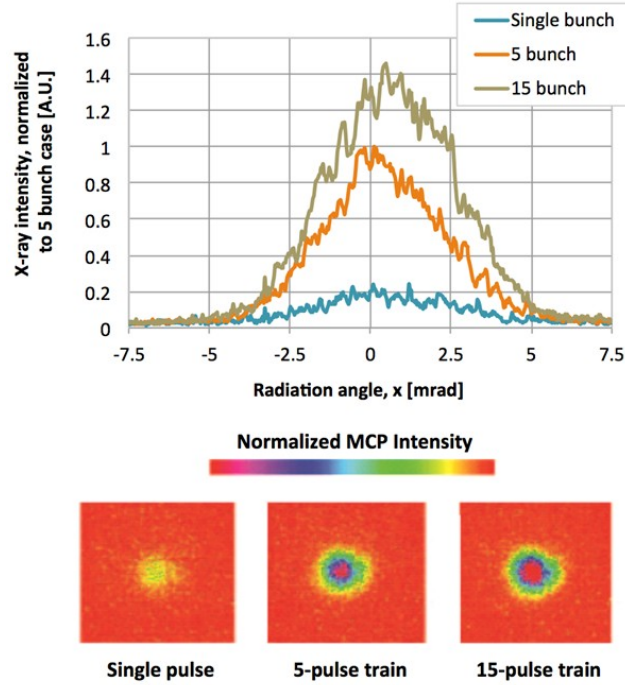 Single bunch
5 bunch
15 bunch
X-ray intensity, normalized
to 5 bunch case [A.U.]
1.6
1.4
1.2
1
0.8
0.6
0.4
0.2
0
-7.5 -5 -2.5 0 2.5 5 7.5
Radiation angle, x [mrad]
Normalized MCP Intensity
Single pulse 5-pulse train 15-pulse train